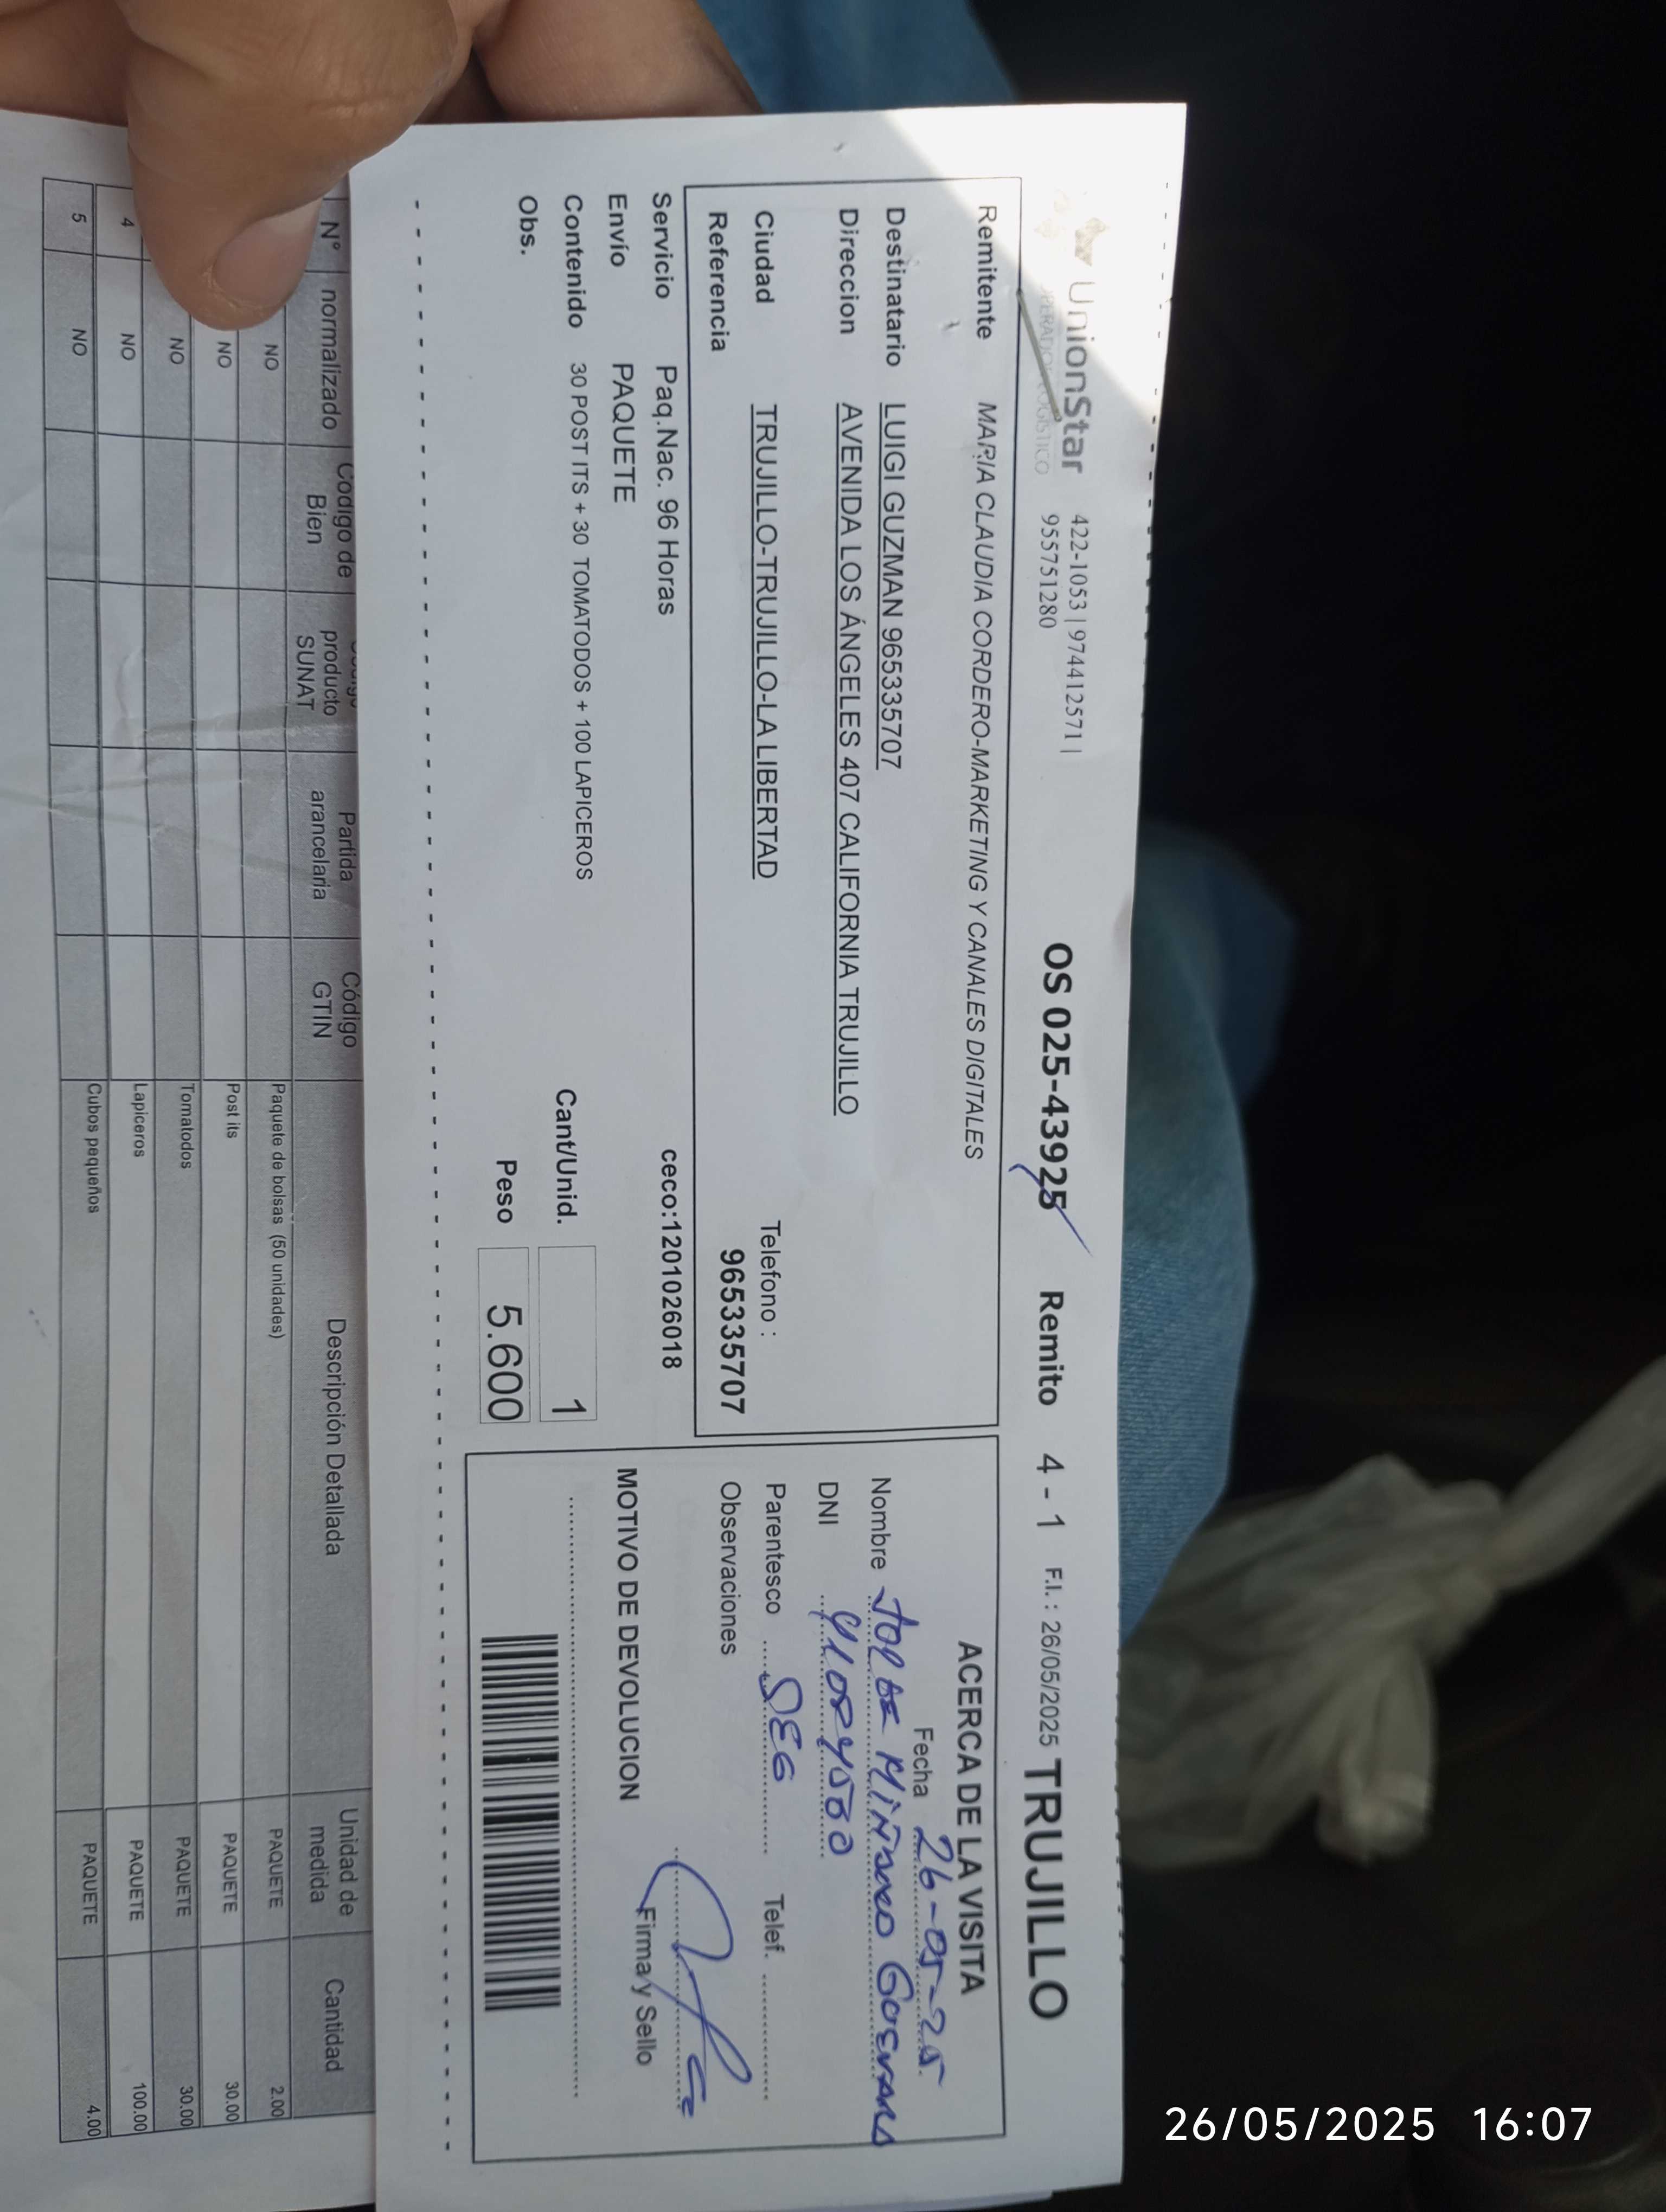 UnionStar
OPERADOR LOGISTICO
422-1053 | 974412571 |
955751280
OS 025-43925 Remito 4 - 1 F.I. : 26/05/2025 TRUJILLO
Remitente MARIA CLAUDIA CORDERO-MARKETING Y CANALES DIGITALES
Destinatario LUIGI GUZMAN 965335707
Direccion AVENIDA LOS ÁNGELES 407 CALIFORNIA TRUJILLO
Ciudad TRUJILLO-TRUJILLO-LA LIBERTAD
Telefono :
Referencia 965335707
Servicio Paq.Nac. 96 Horas ceco:1201026018
Envío PAQUETE
Contenido 30 POST ITS + 30 TOMATODOS + 100 LAPICEROS
Cant/Unid. 1
Obs.
Peso 5.600
ACERCA DE LA VISITA
Fecha 26-05-25
Nombre
DNI
Parentesco SEG Telef.
Observaciones
Firma y Sello
MOTIVO DE DEVOLUCION
N° normalizado Código de Bien producto SUNAT Partida arancelaria Código GTIN Descripción Detallada Unidad de medida Cantidad
NO Paquete de bolsas (50 unidades) PAQUETE 2.00
NO Post its PAQUETE 30.00
NO Tomatodos PAQUETE 30.00
4 NO Lapiceros PAQUETE 100.00
5 NO Cubos pequeños PAQUETE 4.00
26/05/2025 16:07